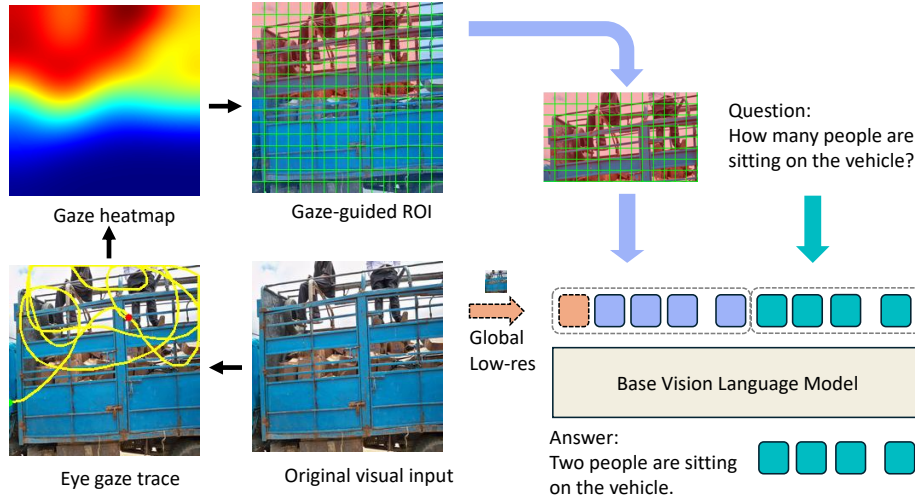 Gaze heatmap
Gaze-guided ROI
Question:
How many people are
sitting on the vehicle?
Eye gaze trace
Original visual input
Global
Low-res
Base Vision Language Model
Answer:
Two people are sitting
on the vehicle.